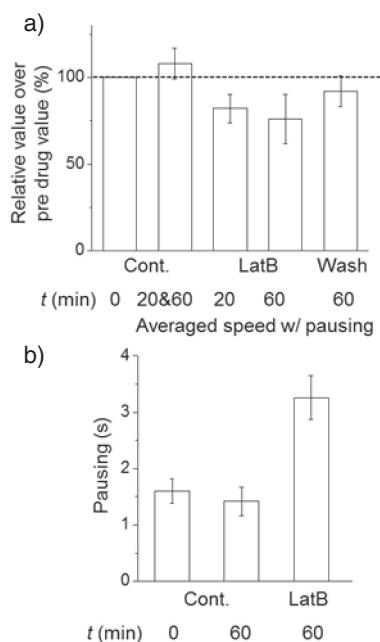 a)
Relative value over
pre drug value (%)
100
50
0
Cont. LatB Wash
t (min) 0 20&60 20 60 60
Averaged speed w/ pausing
b)
Pausing (s)
4
3
2
1
0
Cont. LatB
t (min) 0 60 60